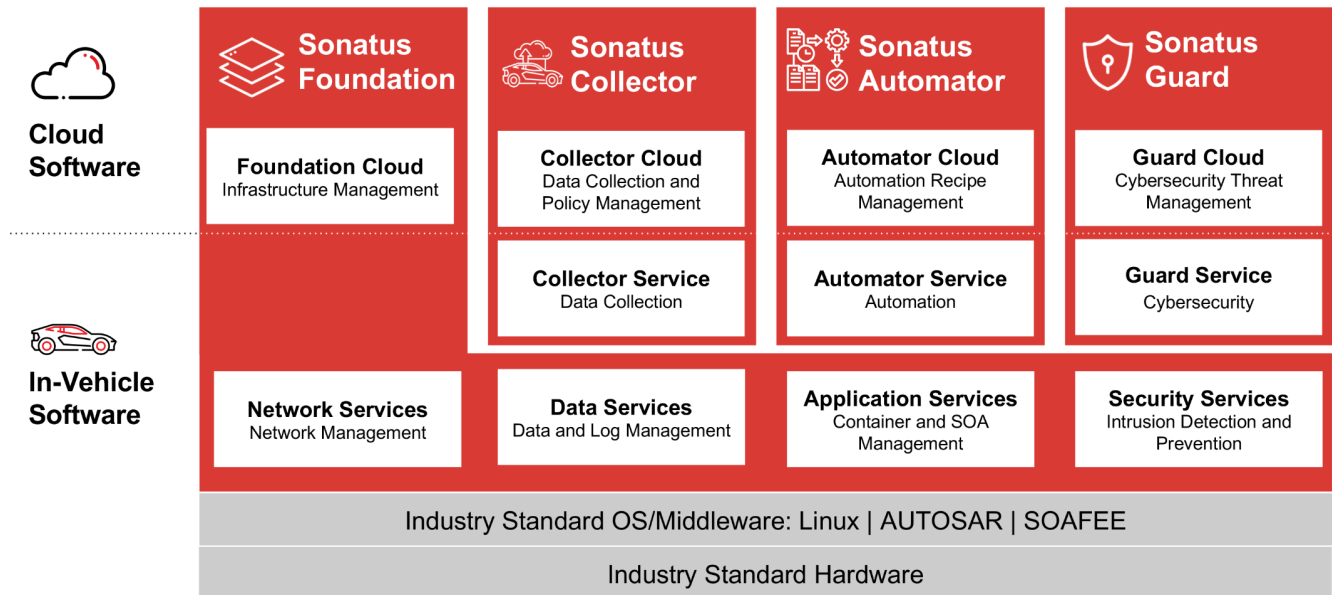 Sonatus
Foundation
Sonatus
Collector
Sonatus
Automator
Sonatus
Guard
Cloud
Software
Foundation Cloud
Infrastructure Management
Collector Cloud
Data Collection and
Policy Management
Automator Cloud
Automation Recipe
Management
Guard Cloud
Cybersecurity Threat
Management
Collector Service
Data Collection
Automator Service
Automation
Guard Service
Cybersecurity
In-Vehicle
Software
Network Services
Network Management
Data Services
Data and Log Management
Application Services
Container and SOA
Management
Security Services
Intrusion Detection and
Prevention
Industry Standard OS/Middleware: Linux | AUTOSAR | SOAFEE
Industry Standard Hardware